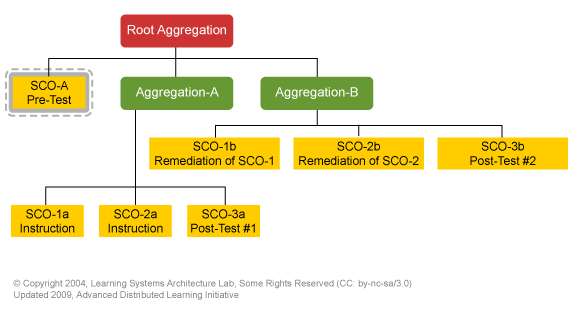 Root Aggregation
SCO-A
Pre-Test
Aggregation-A
Aggregation-B
SCO-1b
Remediation of SCO-1
SCO-2b
Remediation of SCO-2
SCO-3b
Post-Test #2
SCO-1a
Instruction
SCO-2a
Instruction
SCO-3a
Post-Test #1
© Copyright 2004, Learning Systems Architecture Lab, Some Rights Reserved (CC: by-nc-sa/3.0)
Updated 2009, Advanced Distributed Learning Initiative